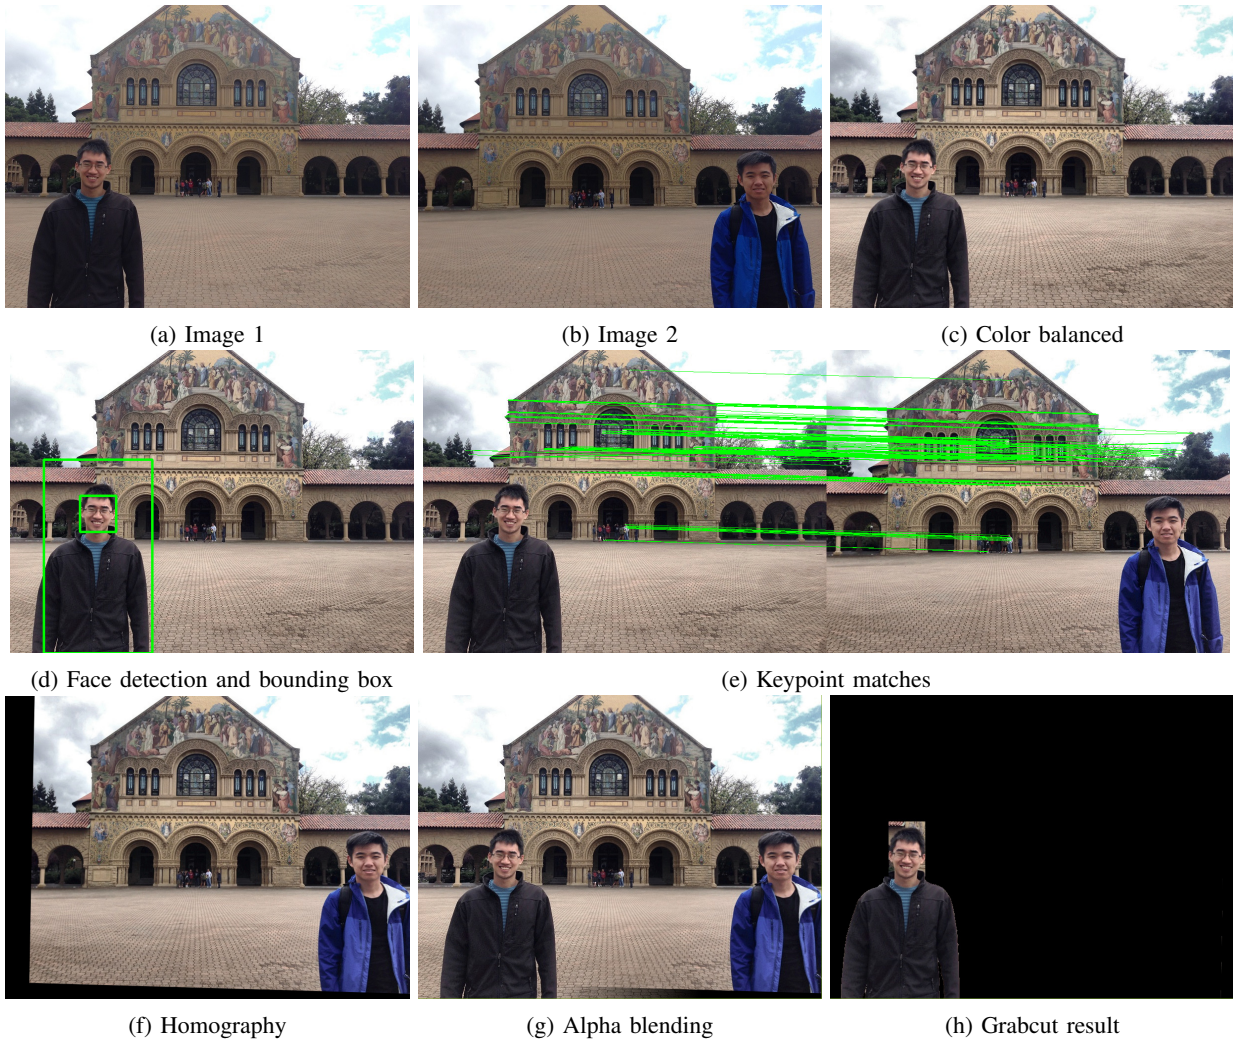 (a) Image 1
(b) Image 2
(c) Color balanced
(d) Face detection and bounding box
(e) Keypoint matches
(f) Homography
(g) Alpha blending
(h) Grabcut result